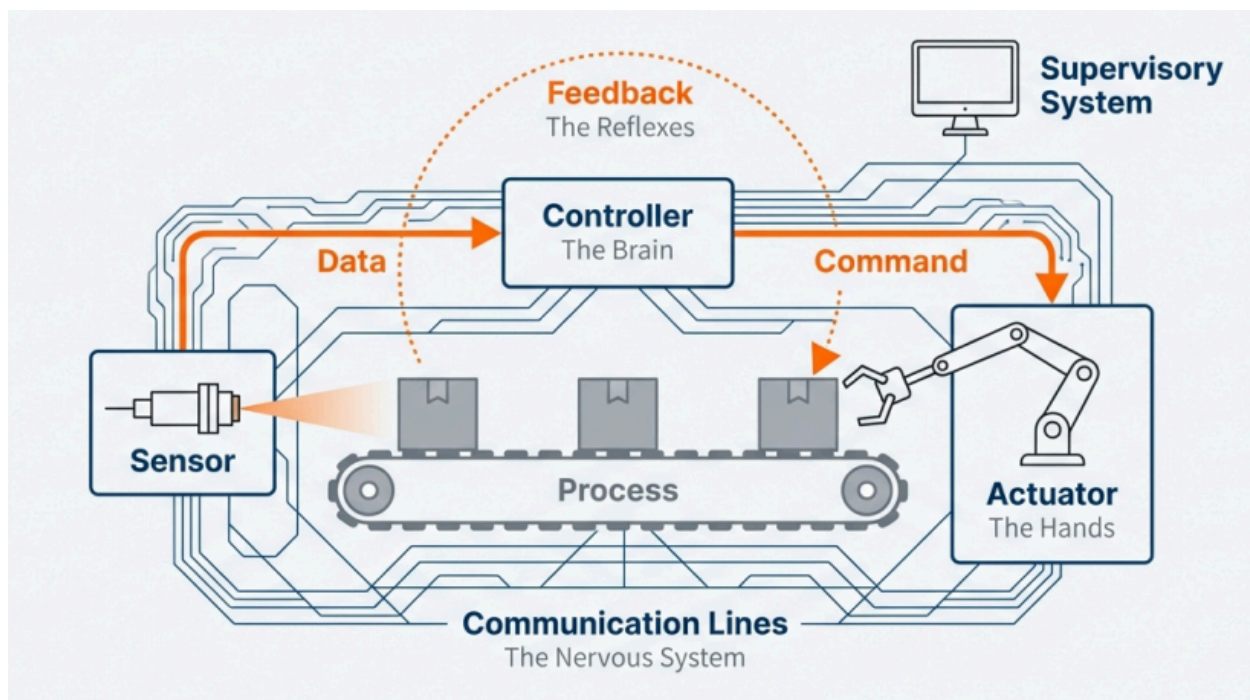 Feedback
The Reflexes
Supervisory
System
Controller
The Brain
Data
Command
Sensor
Process
Actuator
The Hands
Communication Lines
The Nervous System